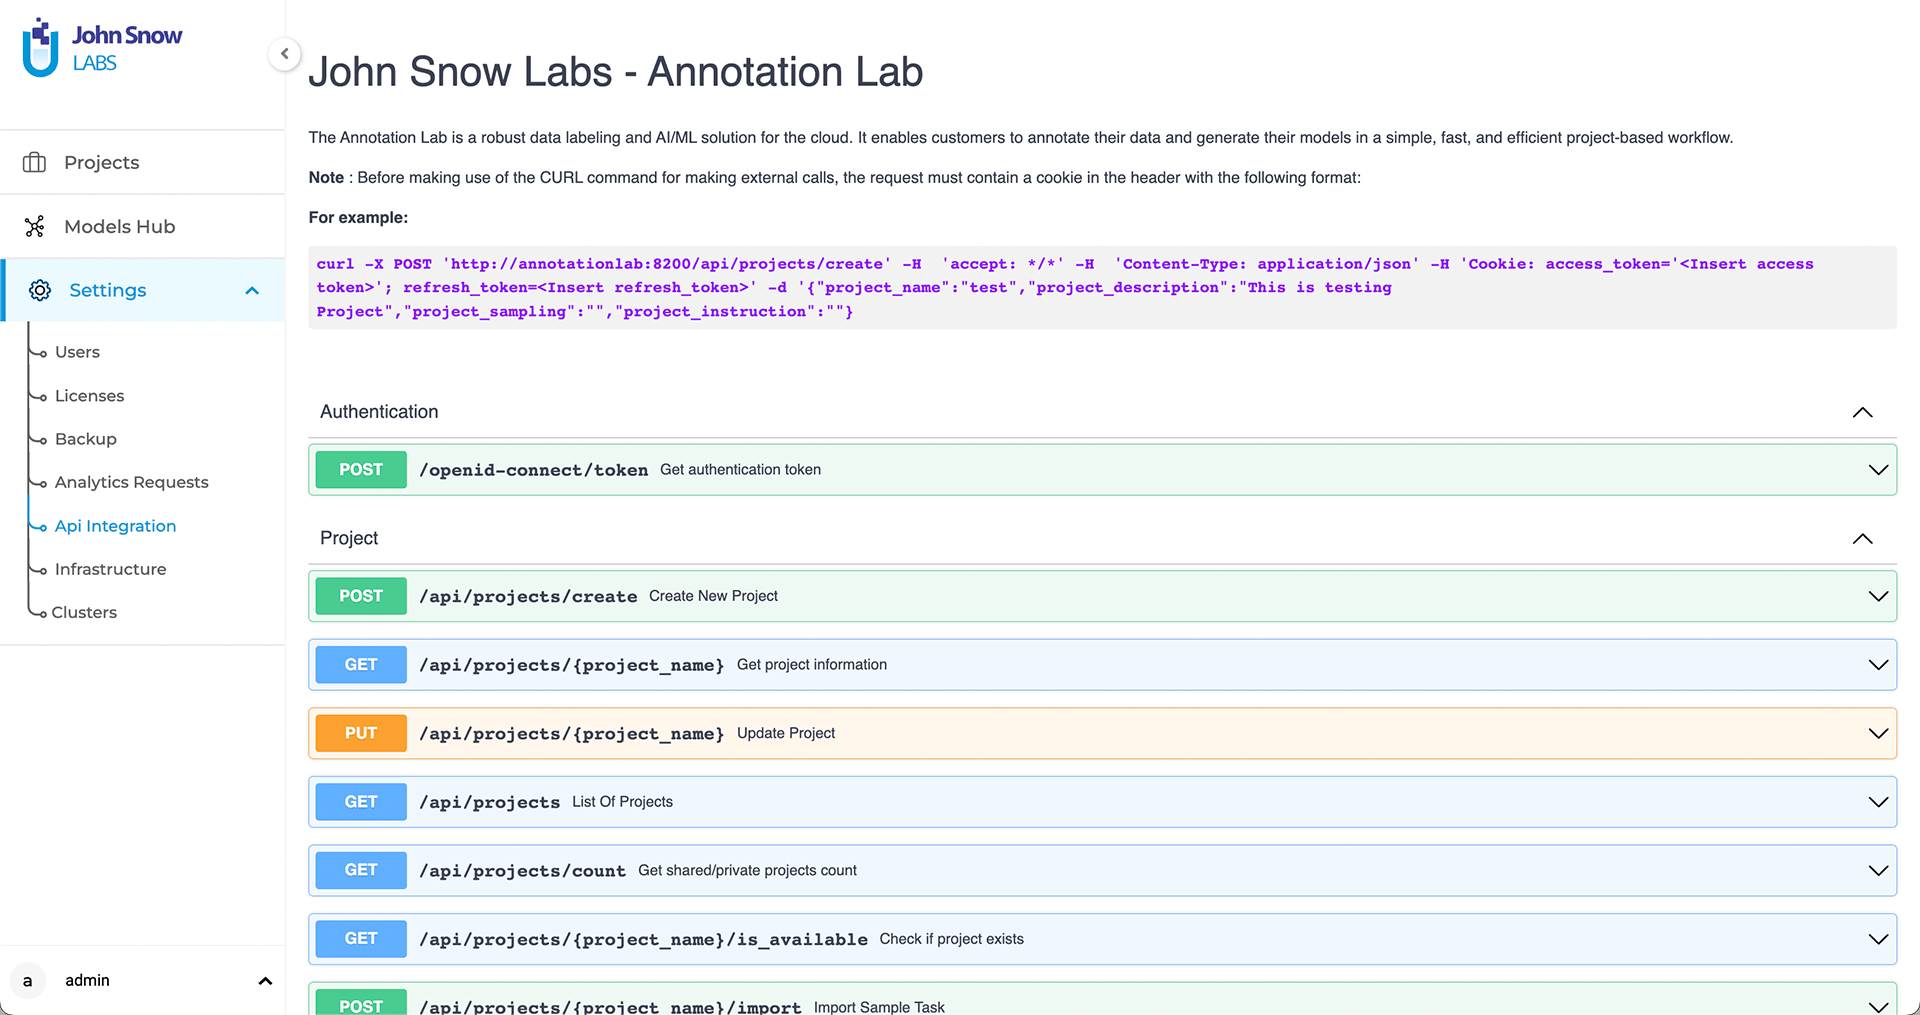 John Snow
LABS
Projects
Models Hub
Settings
Users
Licenses
Backup
Analytics Requests
Api Integration
Infrastructure
Clusters
a admin
John Snow Labs - Annotation Lab
The Annotation Lab is a robust data labeling and AI/ML solution for the cloud. It enables customers to annotate their data and generate their models in a simple, fast, and efficient project-based workflow.
Note : Before making use of the CURL command for making external calls, the request must contain a cookie in the header with the following format:
For example:
curl -X POST 'http://annotationlab:8200/api/projects/create' -H  'accept: */*' -H  'Content-Type: application/json' -H 'Cookie: access_token='<Insert access
token>'; refresh_token=<Insert refresh_token>' -d '{"project_name":"test","project_description":"This is testing
Project","project_sampling":"","project_instruction":""}
Authentication
POST /openid-connect/token Get authentication token
Project
POST /api/projects/create Create New Project
GET /api/projects/{project_name} Get project information
PUT /api/projects/{project_name} Update Project
GET /api/projects List Of Projects
GET /api/projects/count Get shared/private projects count
GET /api/projects/{project_name}/is_available Check if project exists
POST /api/projects/{project_name}/import Import Sample Task